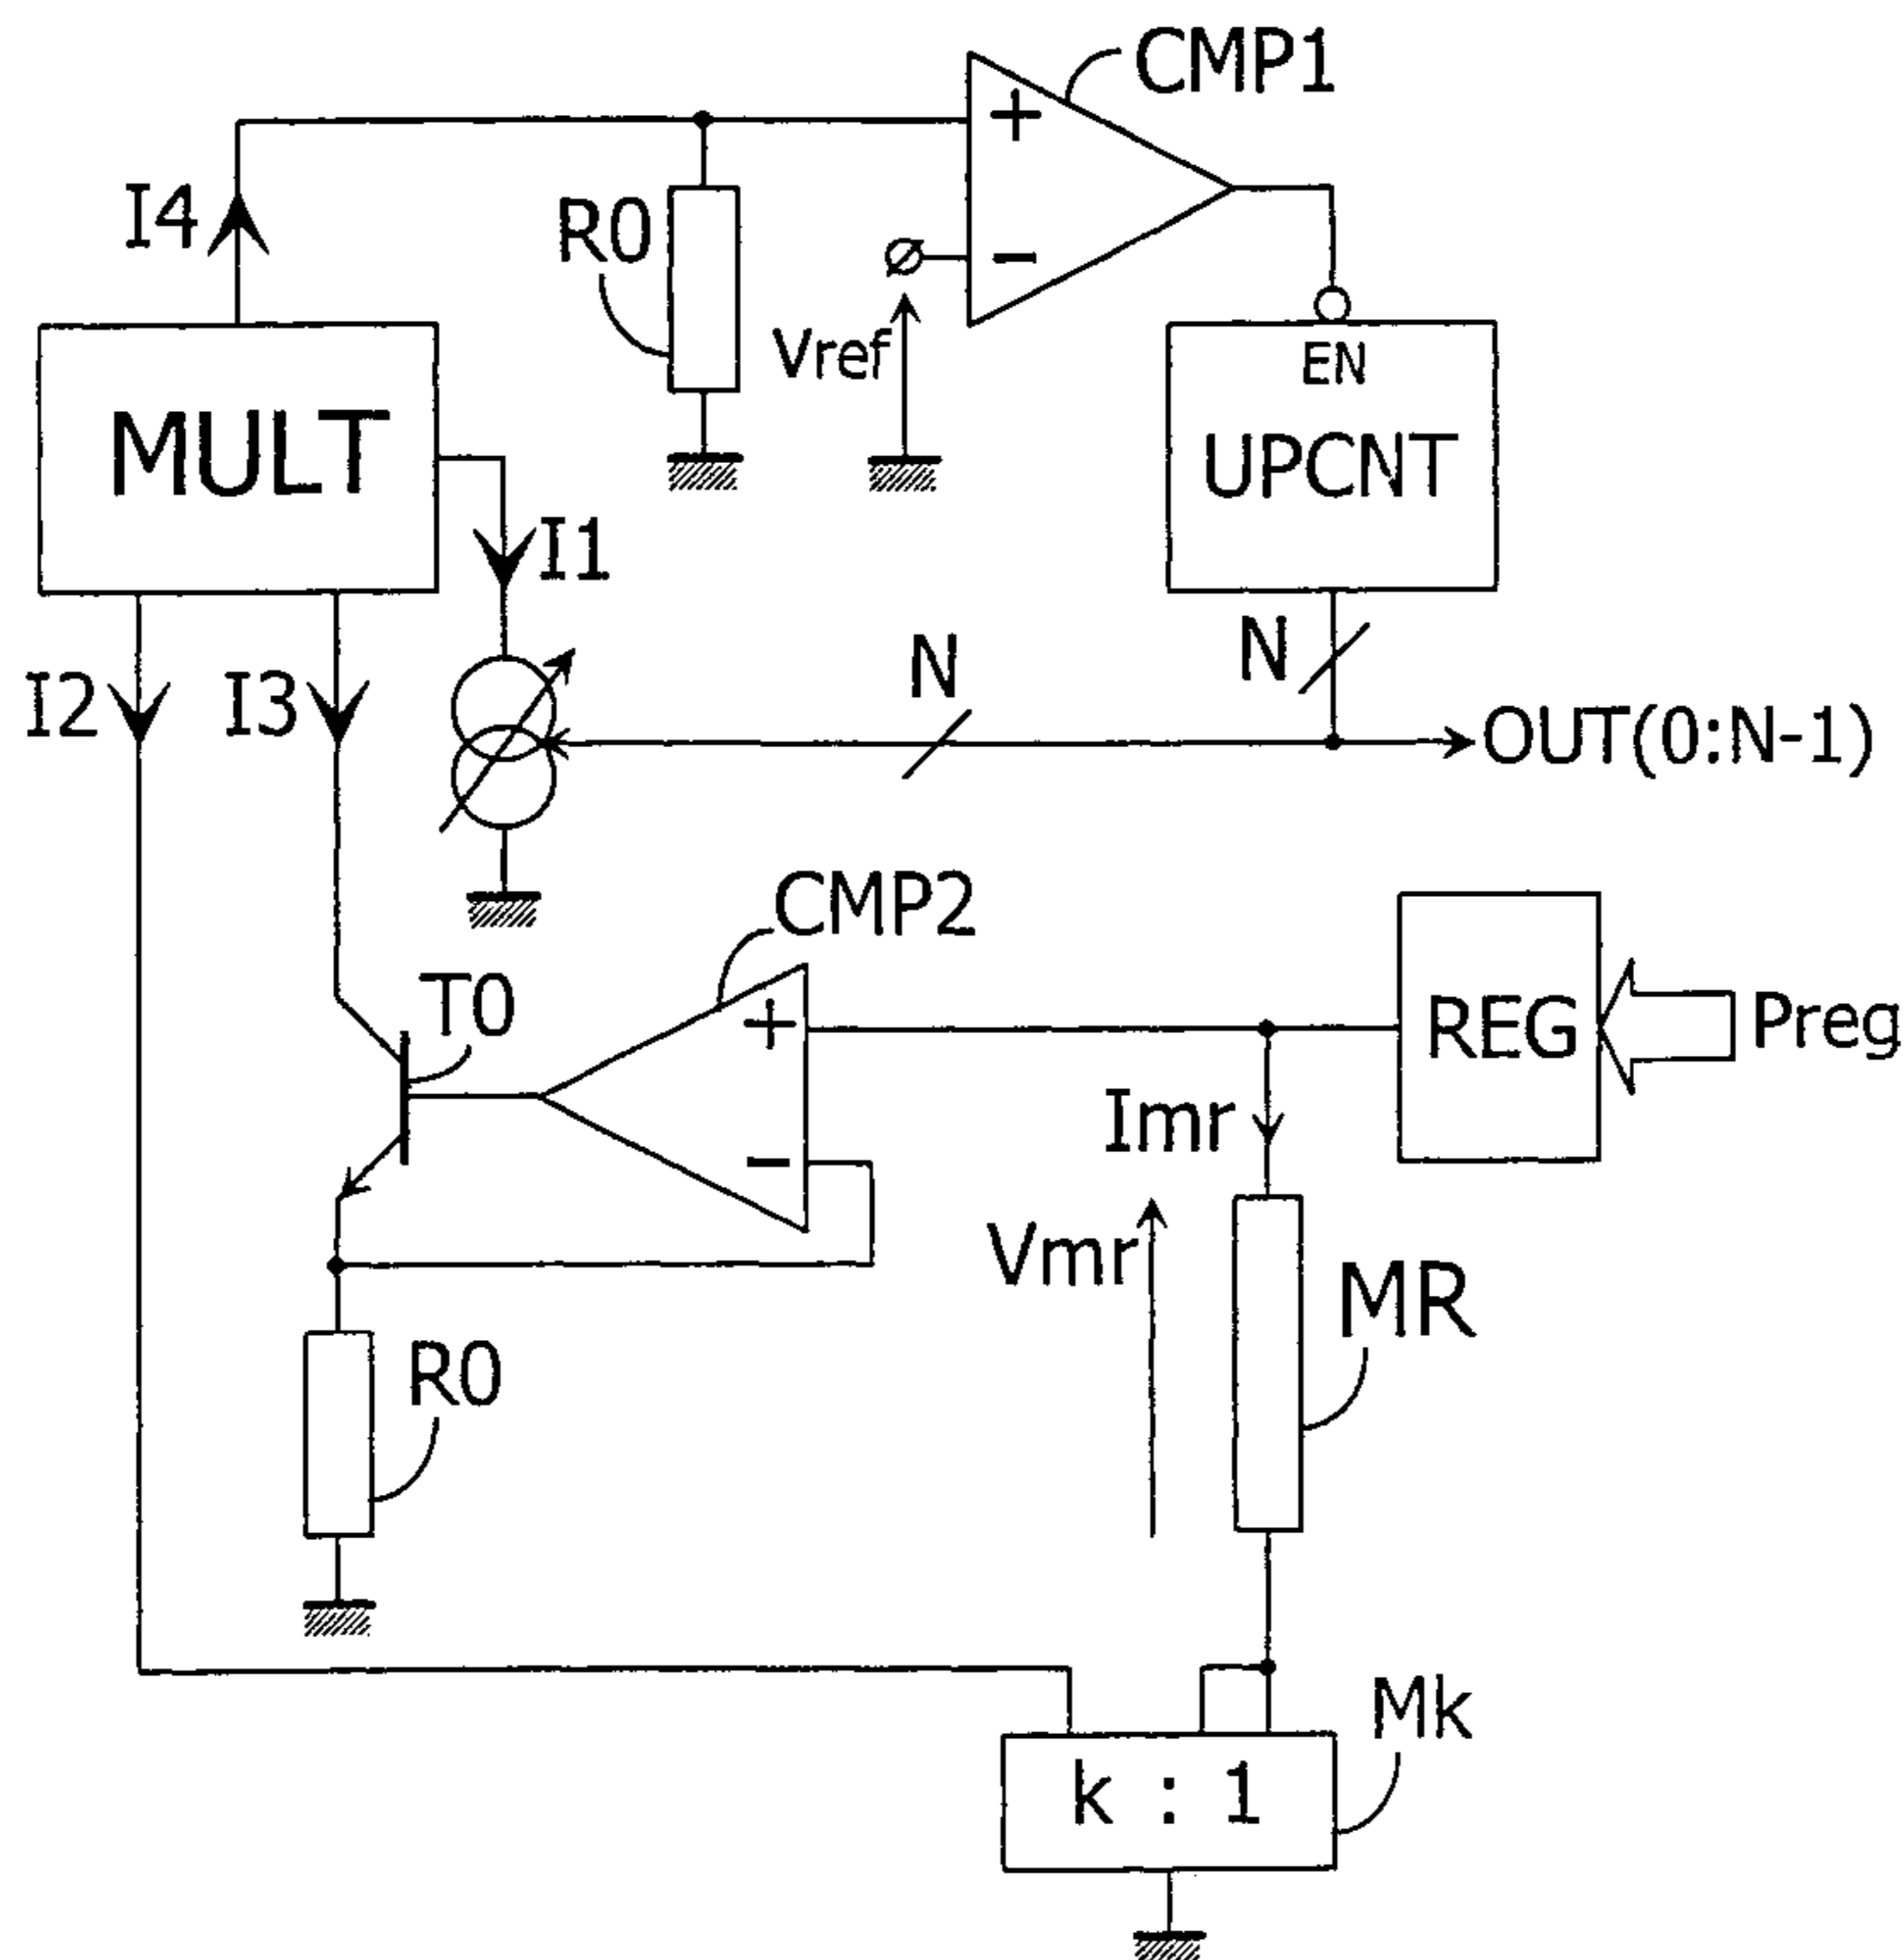 CMP1
+
I4
R0
−
Vref
EN
MULT
UPCNT
I1
N
N
I2
I3
OUT(0:N-1)
CMP2
T0
+
REG
Preg
Imr
−
Vmr
MR
R0
Mk
k : 1